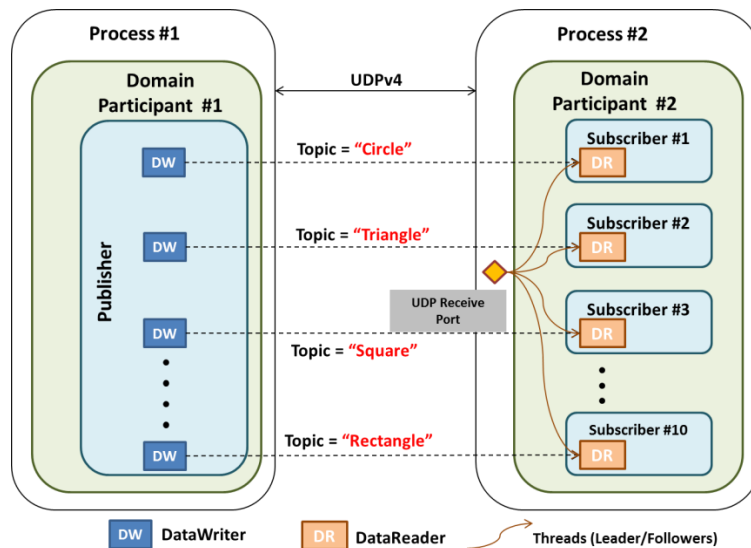 Process #1
Process #2
Domain
Participant #1
UDPv4
Domain
Participant #2
Publisher
DW
Topic = “Circle”
Subscriber #1
DR
DW
Topic = “Triangle”
Subscriber #2
DR
UDP Receive
Port
DW
Topic = “Square”
Subscriber #3
DR
DW
Topic = “Rectangle”
Subscriber #10
DR
DW
DataWriter
DR
DataReader
Threads (Leader/Followers)